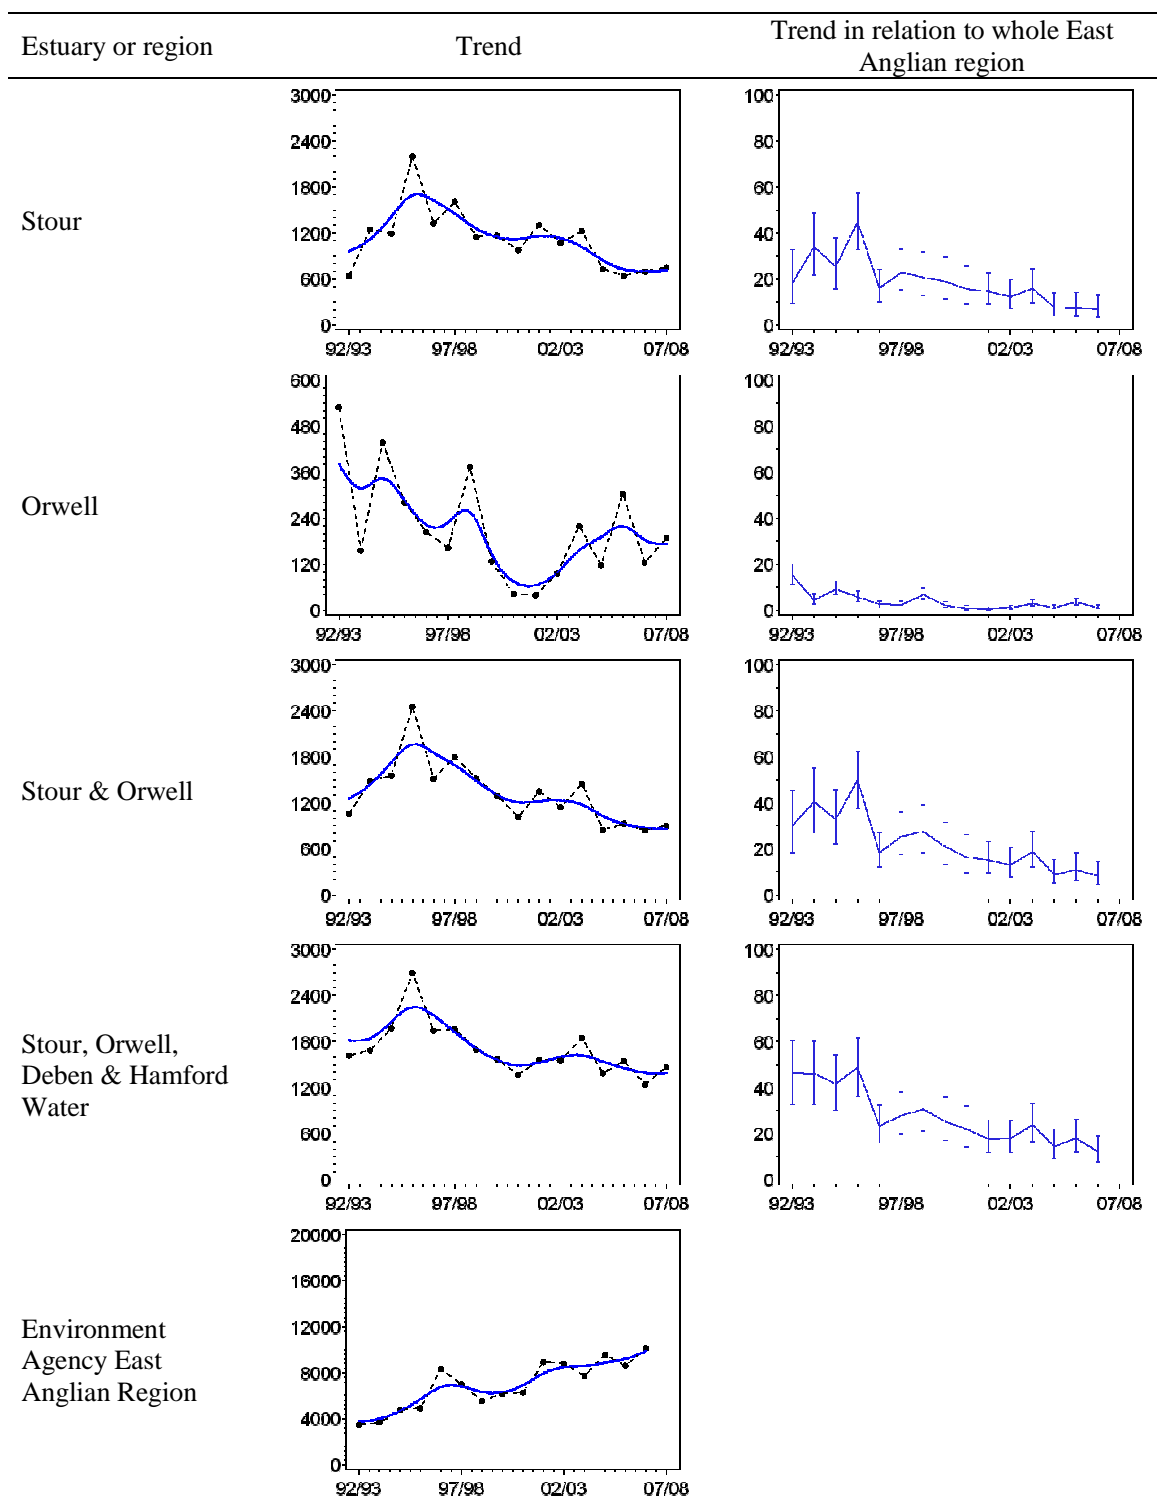 Estuary or region
Trend
Trend in relation to whole East
Anglian region
Stour
3000
2400
1800
1200
600
0
92/93 97/98 02/03 07/08
100
80
60
40
20
0
92/93 97/98 02/03 07/08
Orwell
600
480
360
240
120
0
92/93 97/98 02/03 07/08
100
80
60
40
20
0
92/93 97/98 02/03 07/08
Stour & Orwell
3000
2400
1800
1200
600
0
92/93 97/98 02/03 07/08
100
80
60
40
20
0
92/93 97/98 02/03 07/08
Stour, Orwell,
Deben & Hamford
Water
3000
2400
1800
1200
600
0
92/93 97/98 02/03 07/08
100
80
60
40
20
0
92/93 97/98 02/03 07/08
Environment
Agency East
Anglian Region
20000
16000
12000
8000
4000
0
92/93 97/98 02/03 07/08